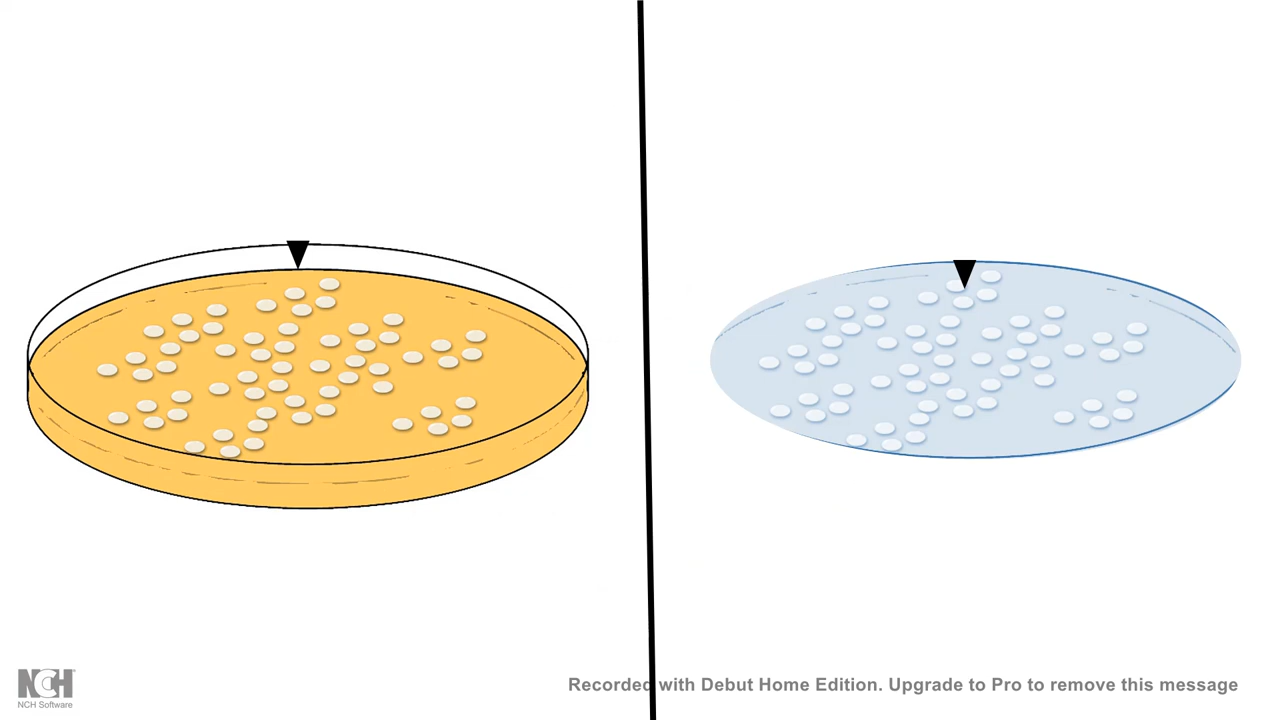 NCH
NCH Software
Recorded with Debut Home Edition. Upgrade to Pro to remove this message